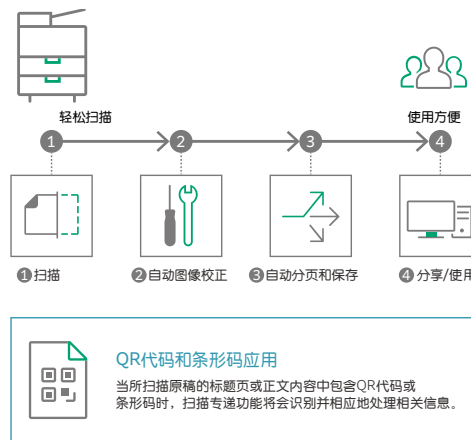 轻松扫描
使用方便
1 2 3 4
❶扫描
❷自动图像校正
❸自动分页和保存
❹分享/使用
QR代码和条形码应用
当所扫描原稿的标题页或正文内容中包含QR代码或
条形码时，扫描专递功能将会识别并相应地处理相关信息。